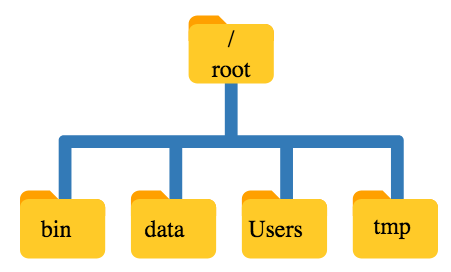 /
root
bin
data
Users
tmp